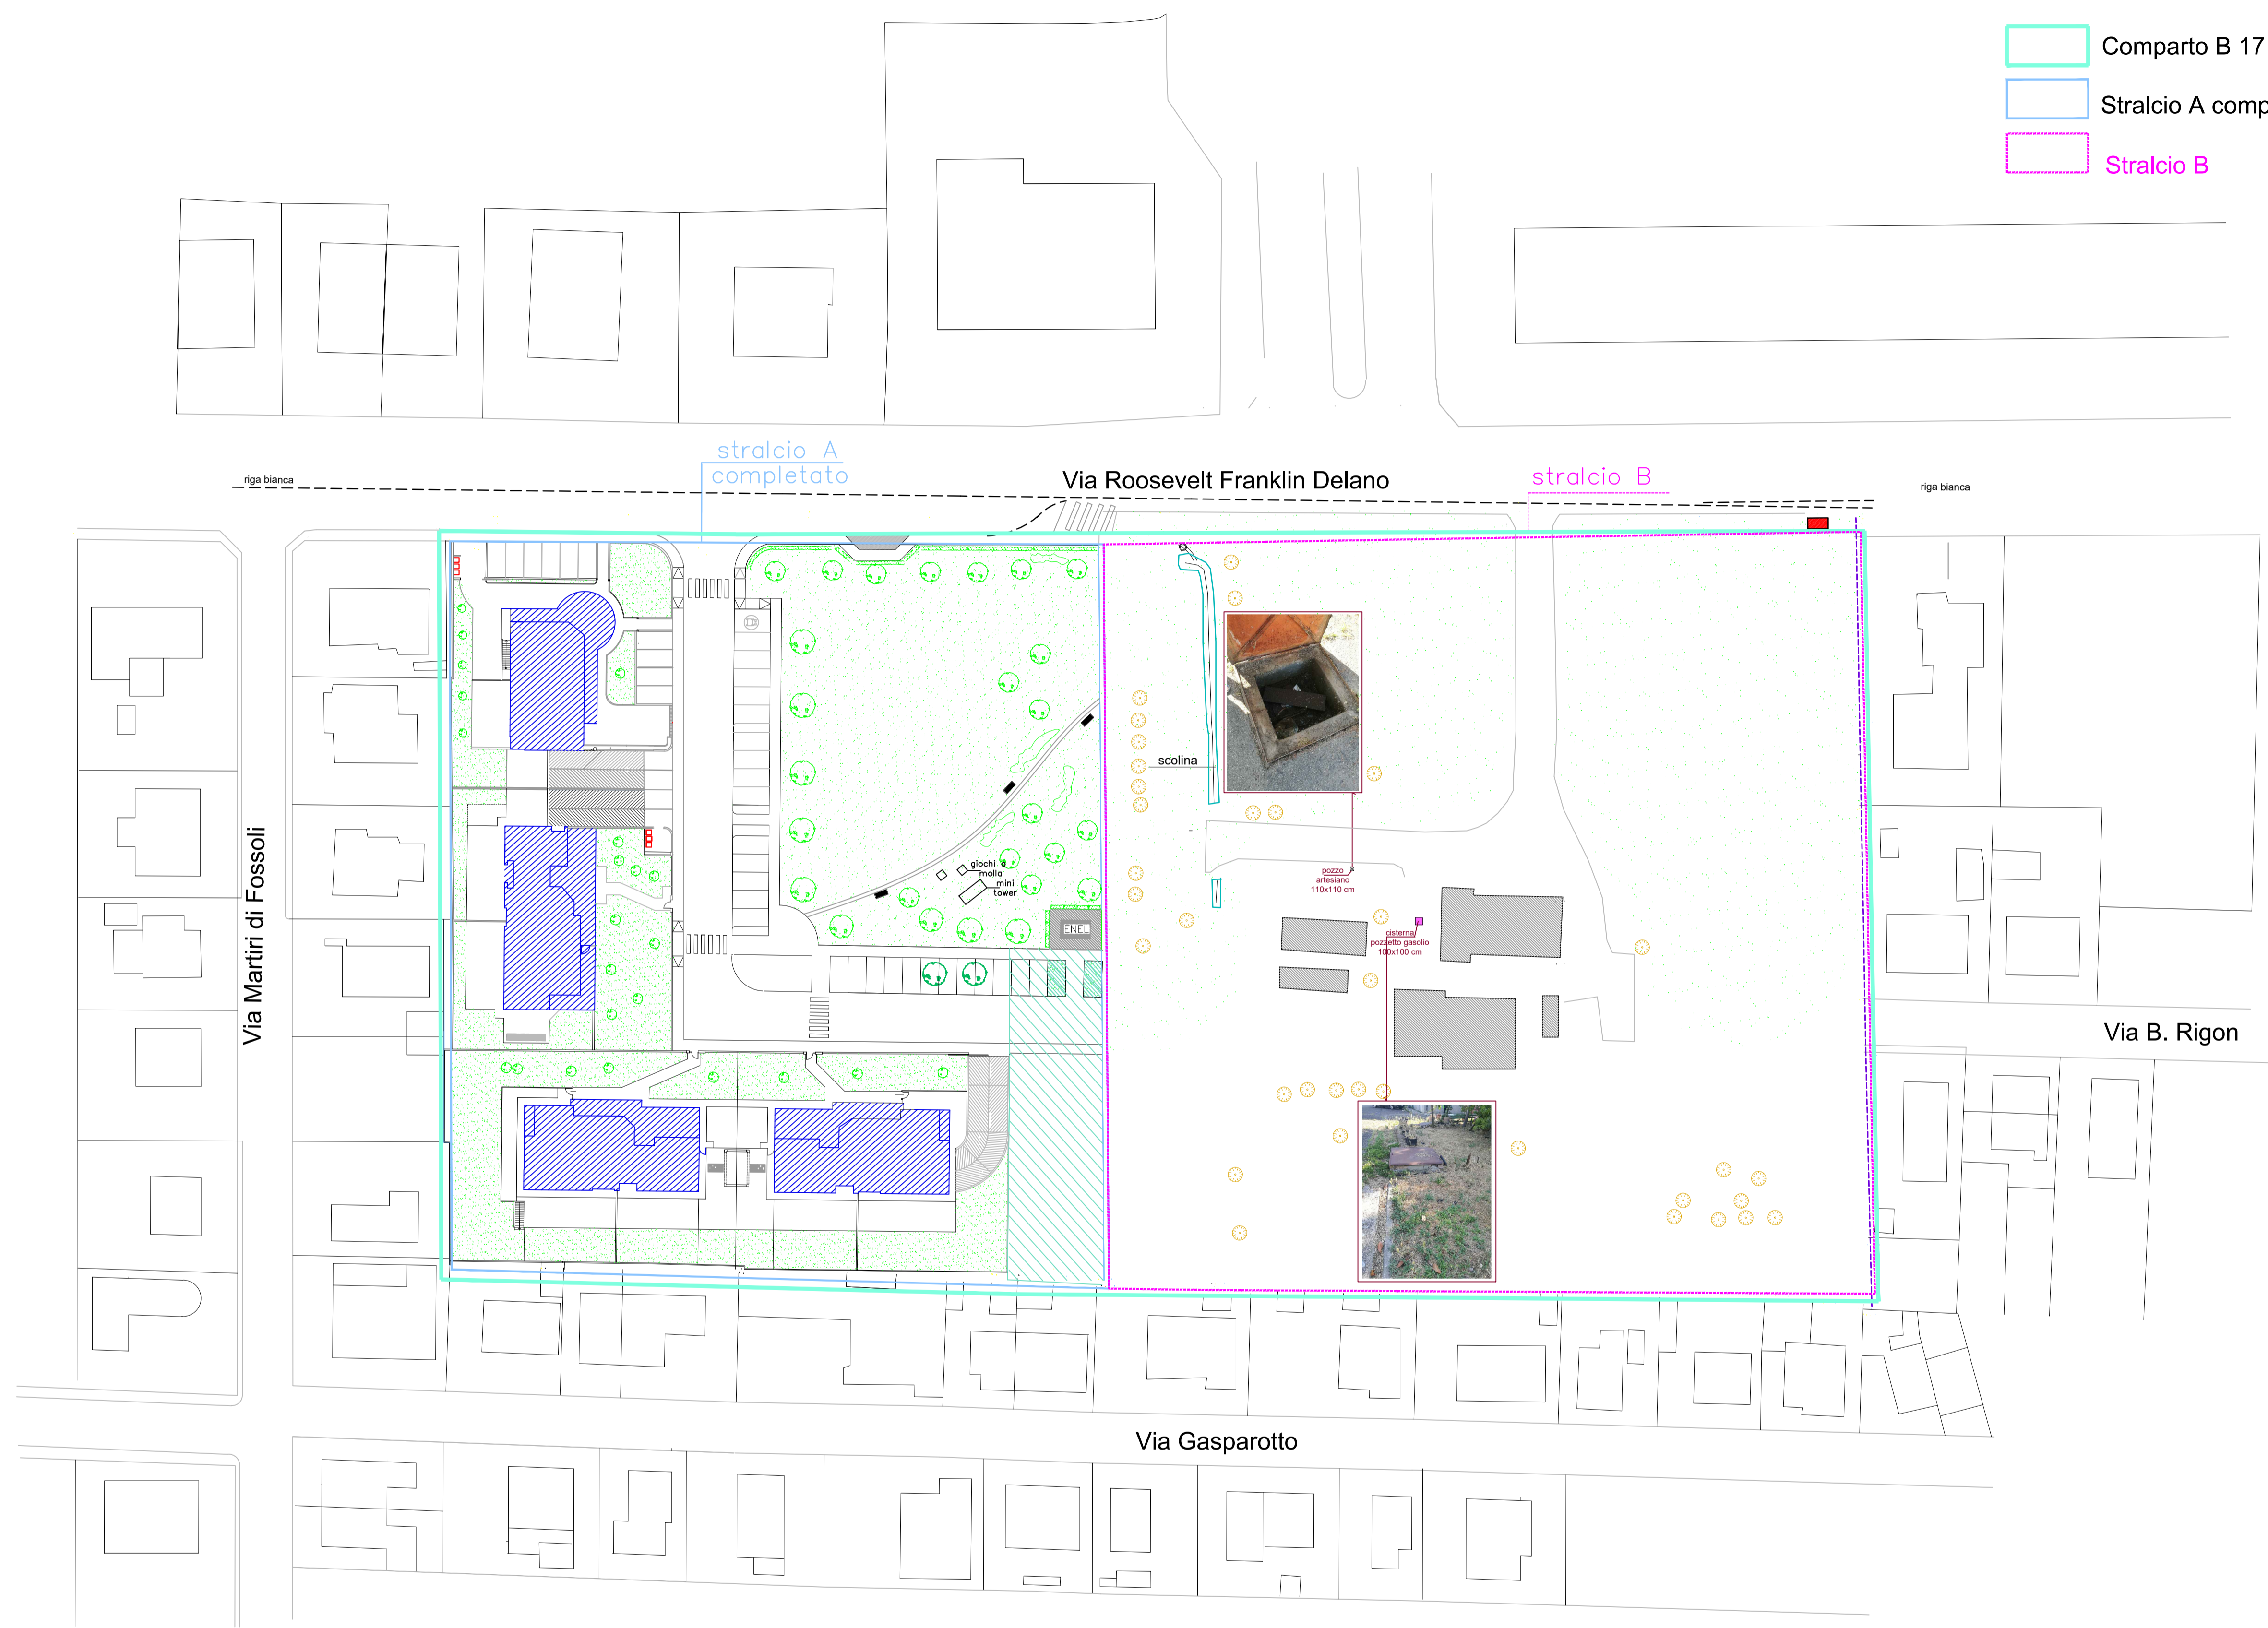 Comparto B 17
Stralcio A comp
Stralcio B
stralcio A
completato
riga bianca
Via Roosevelt Franklin Delano
stralcio B
riga bianca
scolina
Via Martiri di Fossoli
giochi a
molla
mini
tower
pozzo
artesiano
110x110 cm
ENEL
cisterna
pozzetto gasolio
100x100 cm
Via B. Rigon
Via Gasparotto